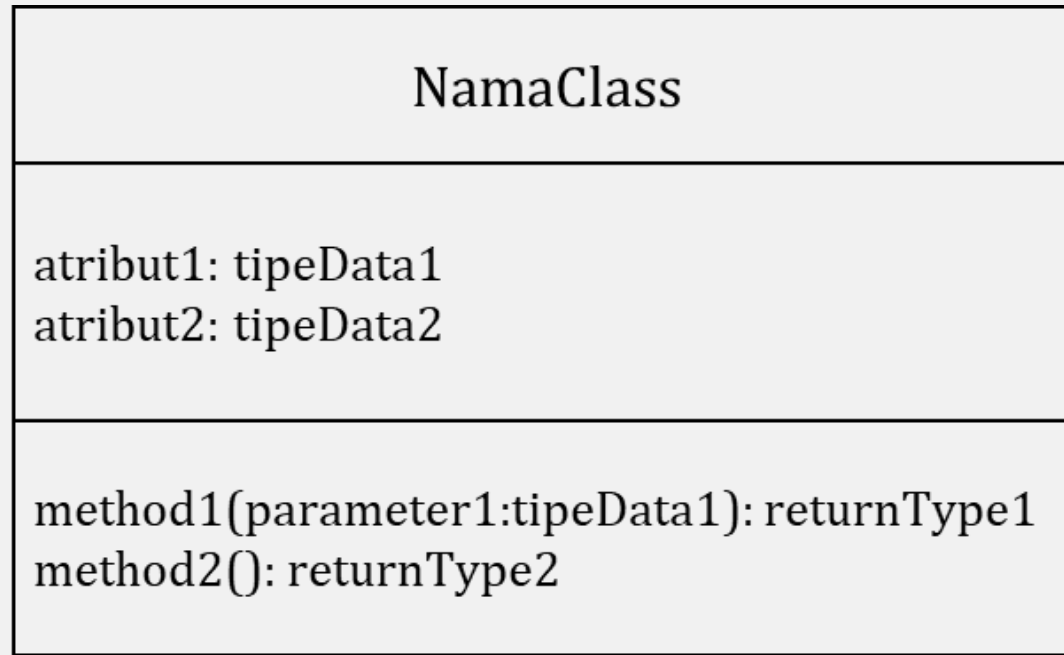 NamaClass
atribut1: tipeData1
atribut2: tipeData2
method1(parameter1:tipeData1): returnType1
method2(): returnType2